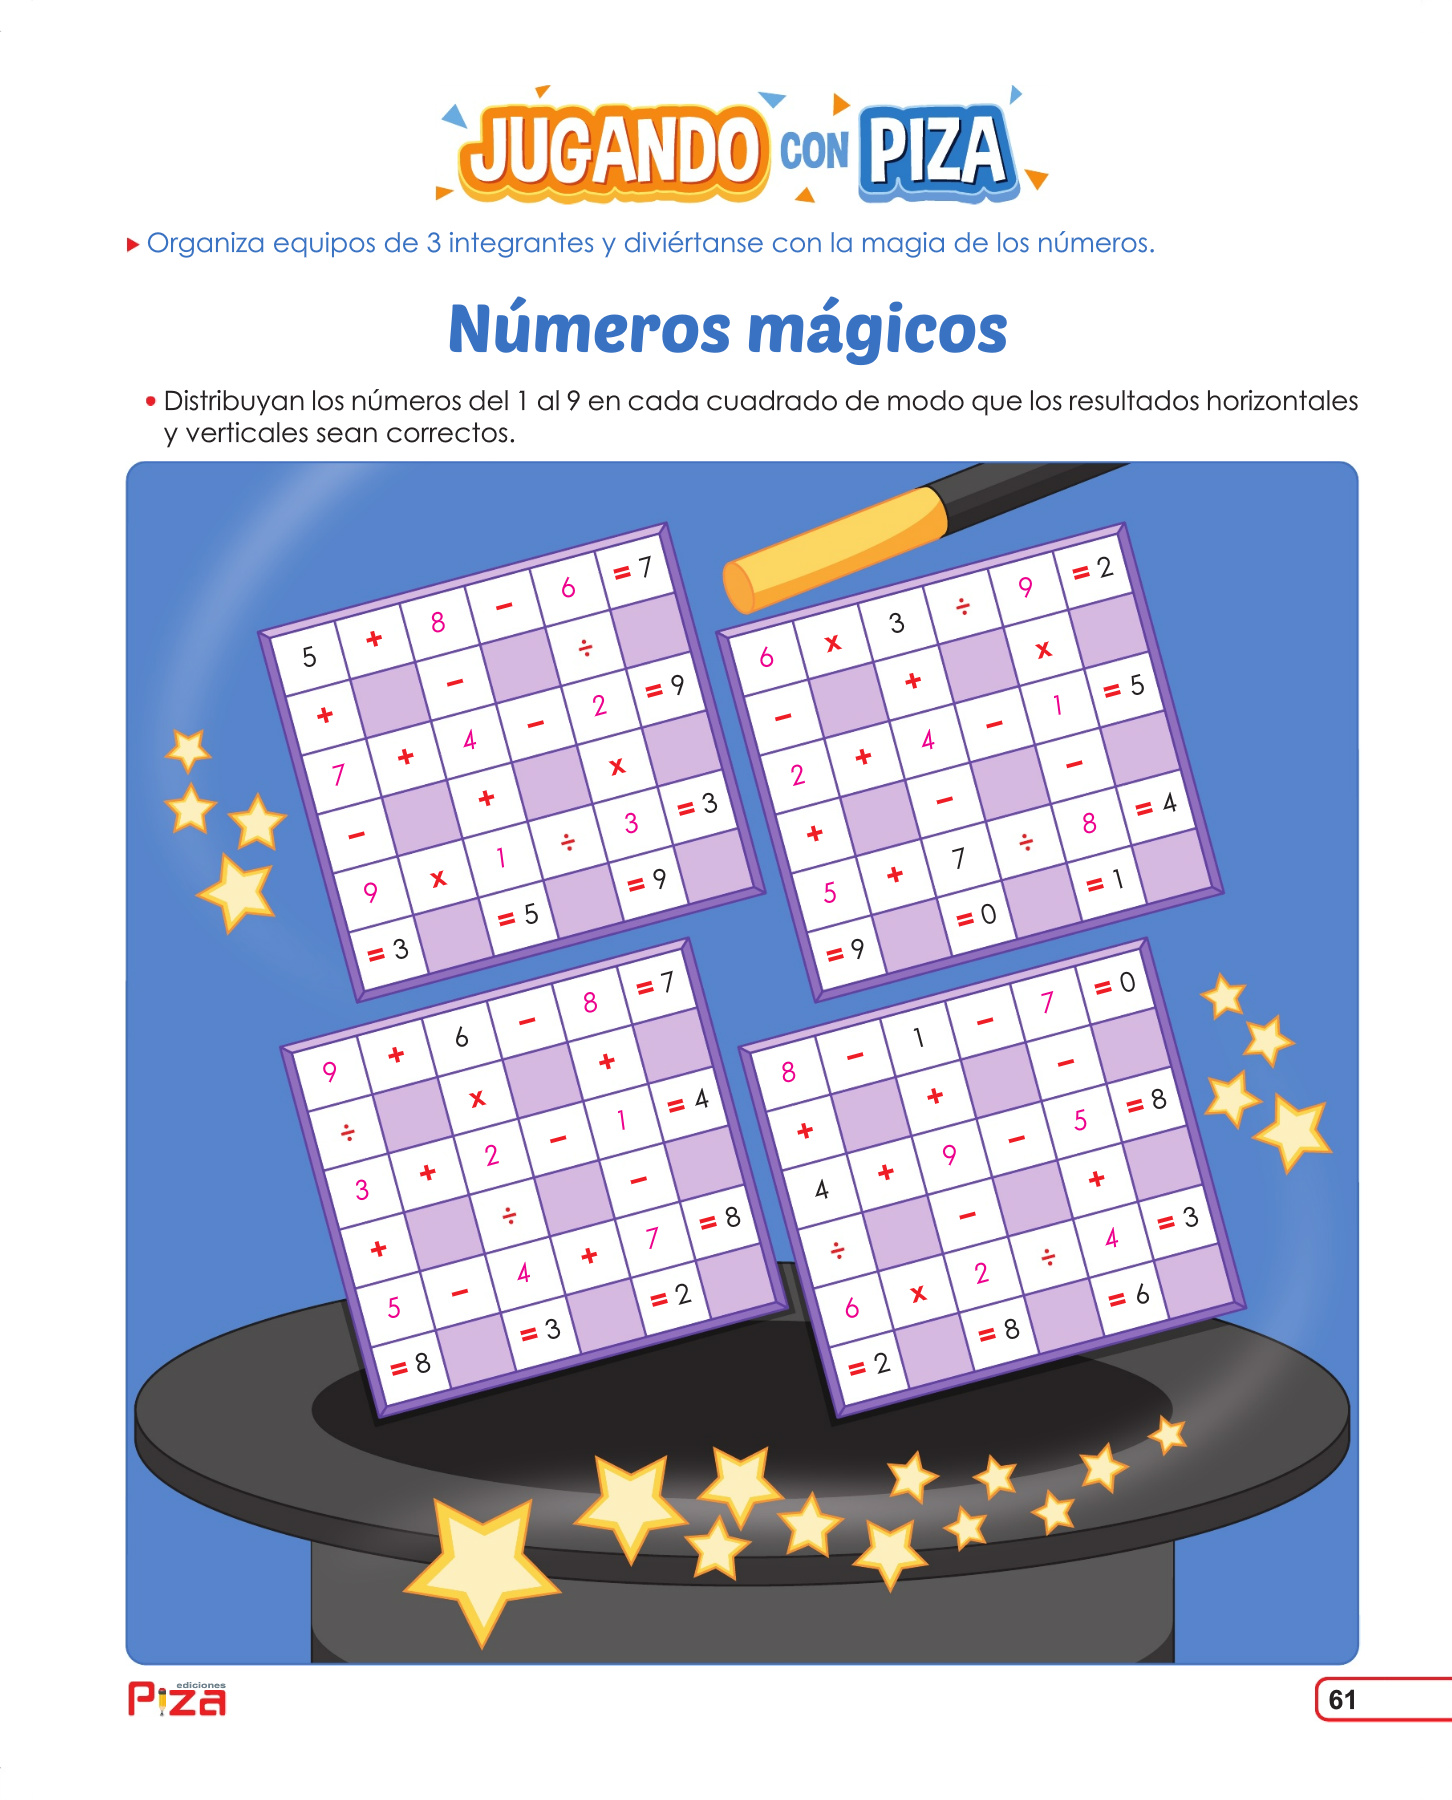 JUGANDO CON PIZA
Organiza equipos de 3 integrantes y diviértanse con la magia de los números.
Números mágicos
• Distribuyan los números del 1 al 9 en cada cuadrado de modo que los resultados horizontales
y verticales sean correctos.
5 + 8 − 6 = 7
+ − ÷
7 + 4 − 2 = 9
− + x
9 x 1 ÷ 3 = 3
= 3 = 5 = 9
6 x 3 ÷ 9 = 2
− + x
2 + 4 − 1 = 5
+ − −
5 + 7 ÷ 8 = 4
= 9 = 0 = 1
9 + 6 − 8 = 7
÷ x +
3 + 2 − 1 = 4
+ ÷ −
5 − 4 + 7 = 8
= 8 = 3 = 2
8 − 1 − 7 = 0
+ + −
4 + 9 − 5 = 8
÷ − +
6 x 2 ÷ 4 = 3
= 2 = 8 = 6
ediciones
Piza
61